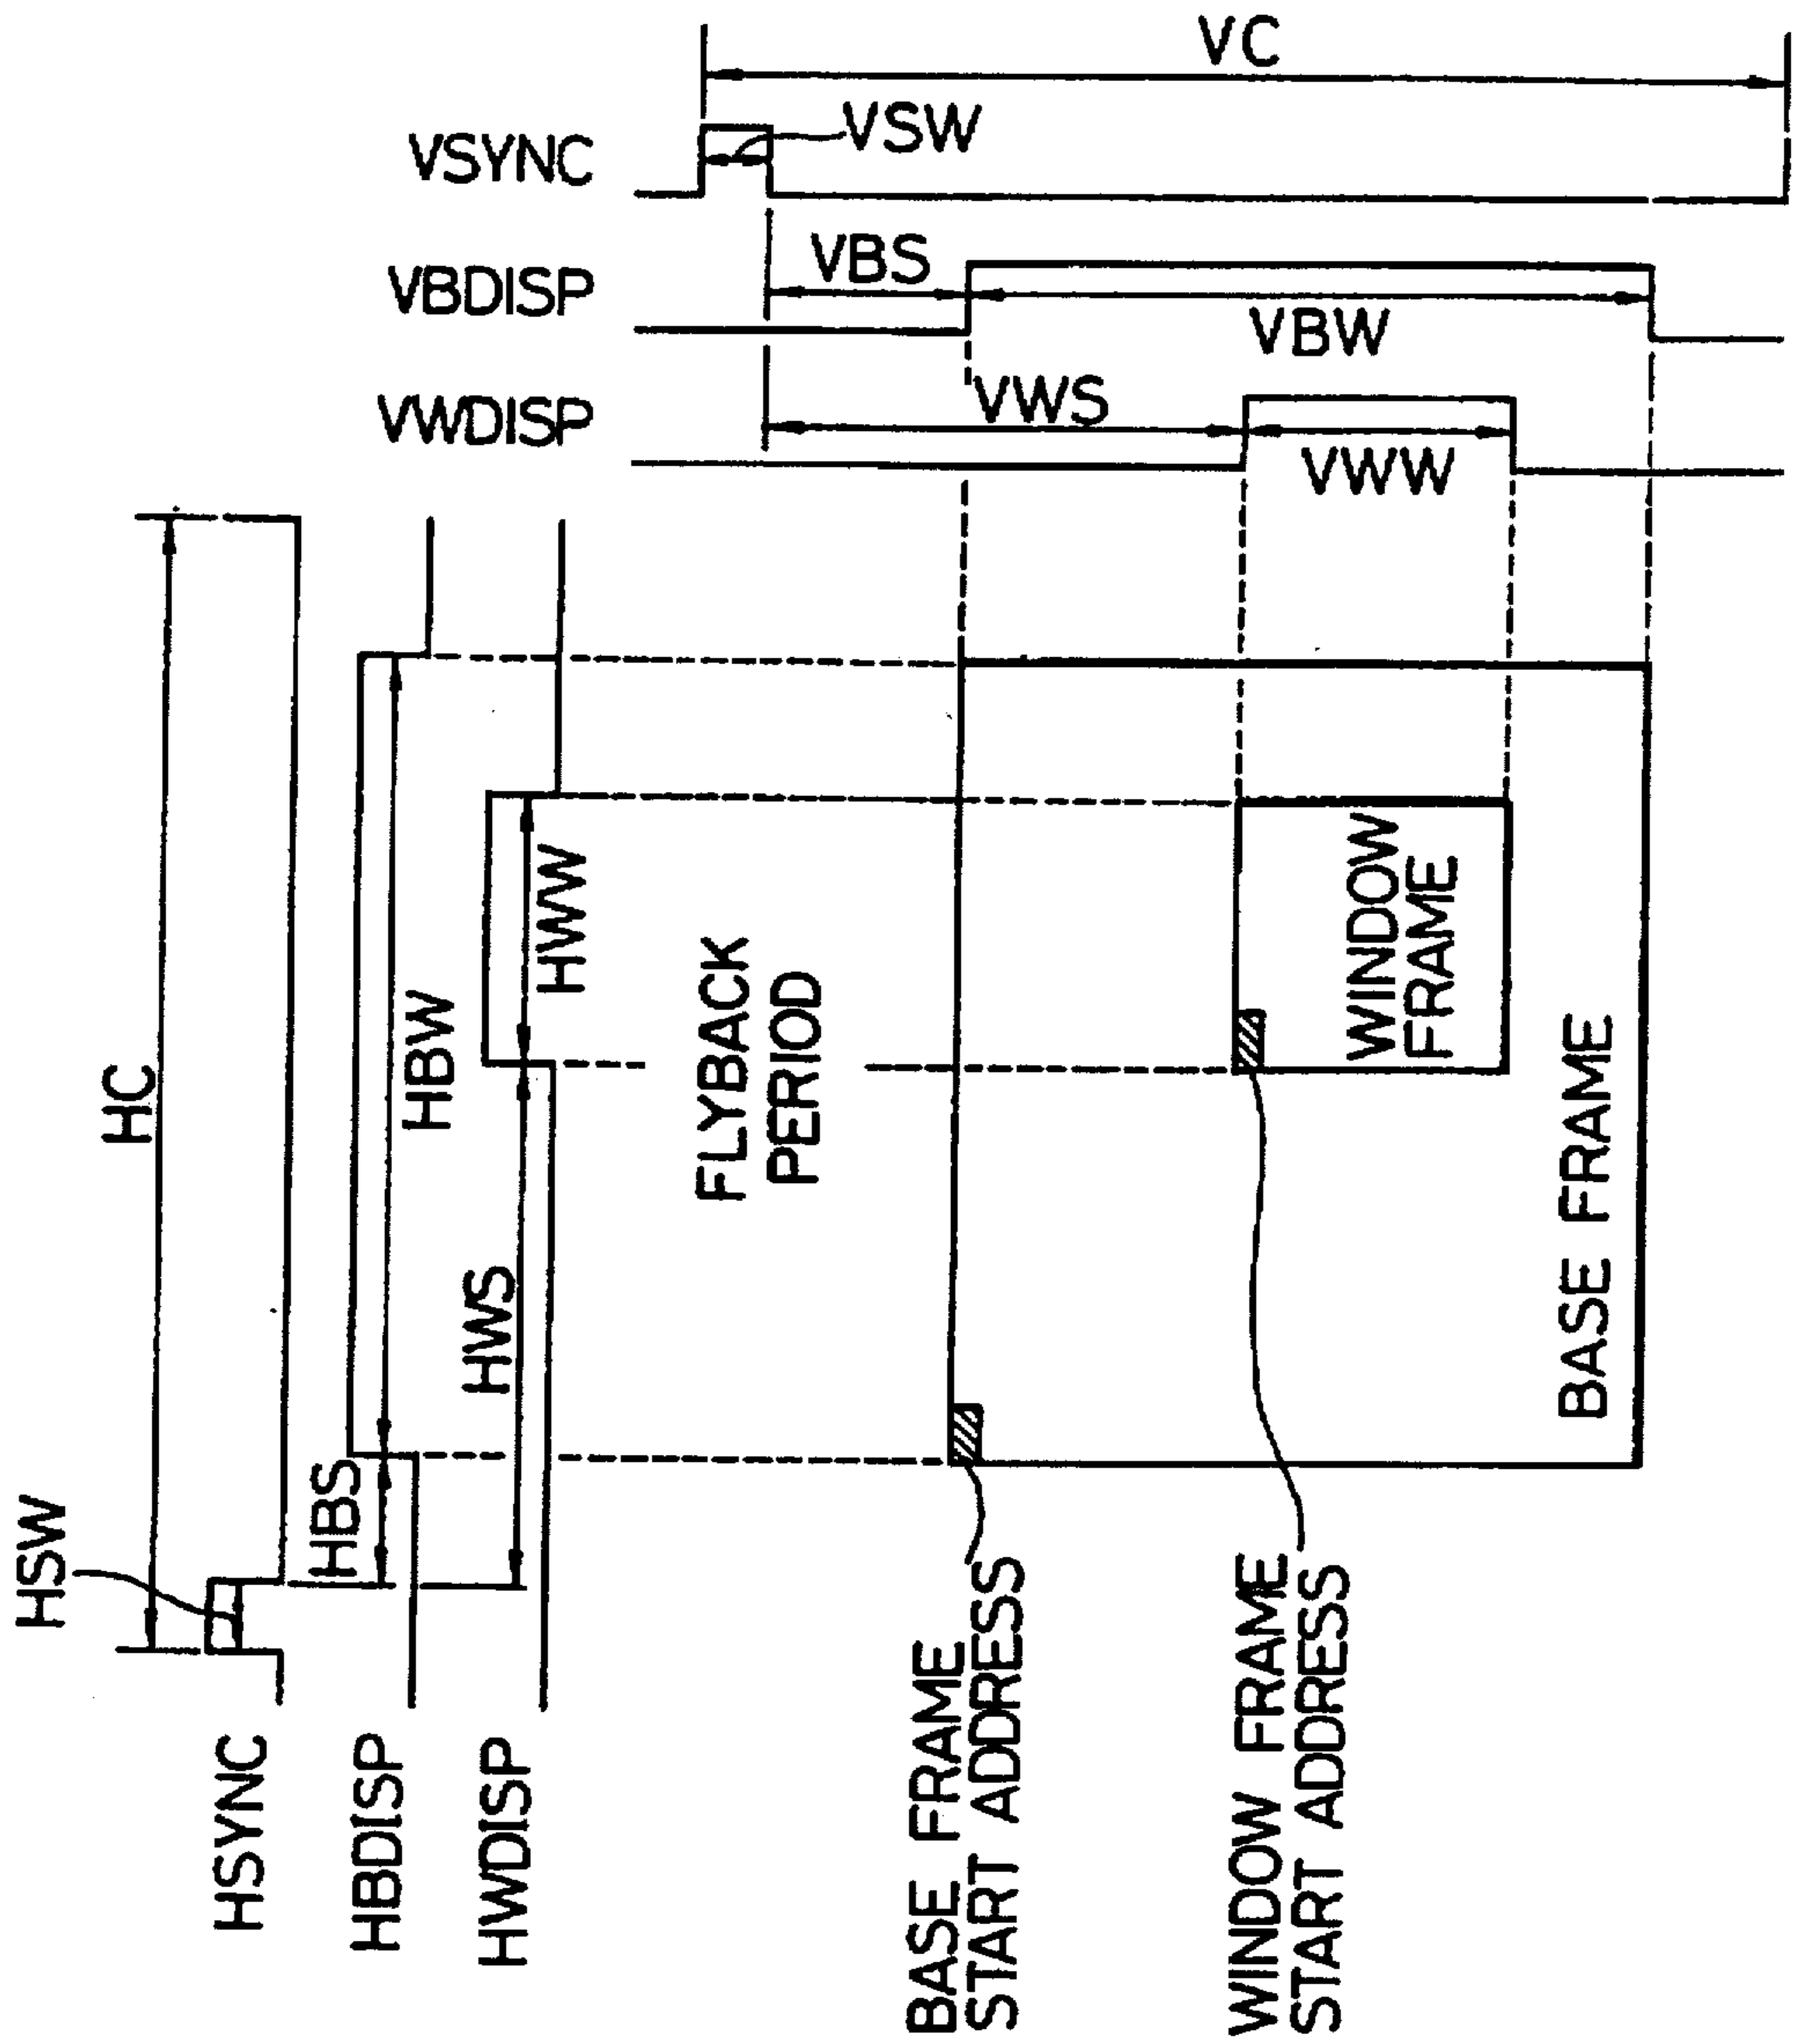 HSW
HC
HSYNC
HBS
HBW
HBDISP
HWS
HWW
HWDISP
VSYNC
VSW
VC
VBDISP
VBS
VBW
VWDISP
VWS
VWW
FLYBACK
PERIOD
BASE FRAME
START ADDRESS
WINDOW FRAME
START ADDRESS
WINDOW
FRAME
BASE FRAME